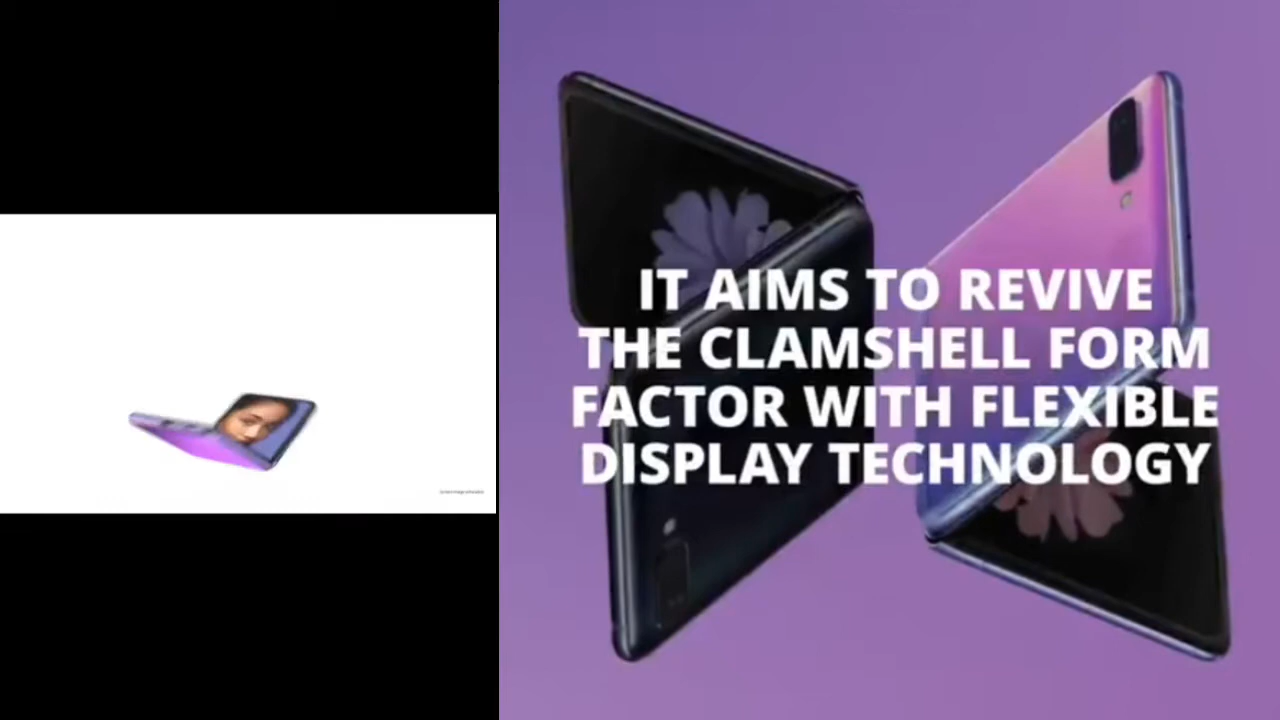 IT AIMS TO REVIVE
THE CLAMSHELL FORM
FACTOR WITH FLEXIBLE
DISPLAY TECHNOLOGY